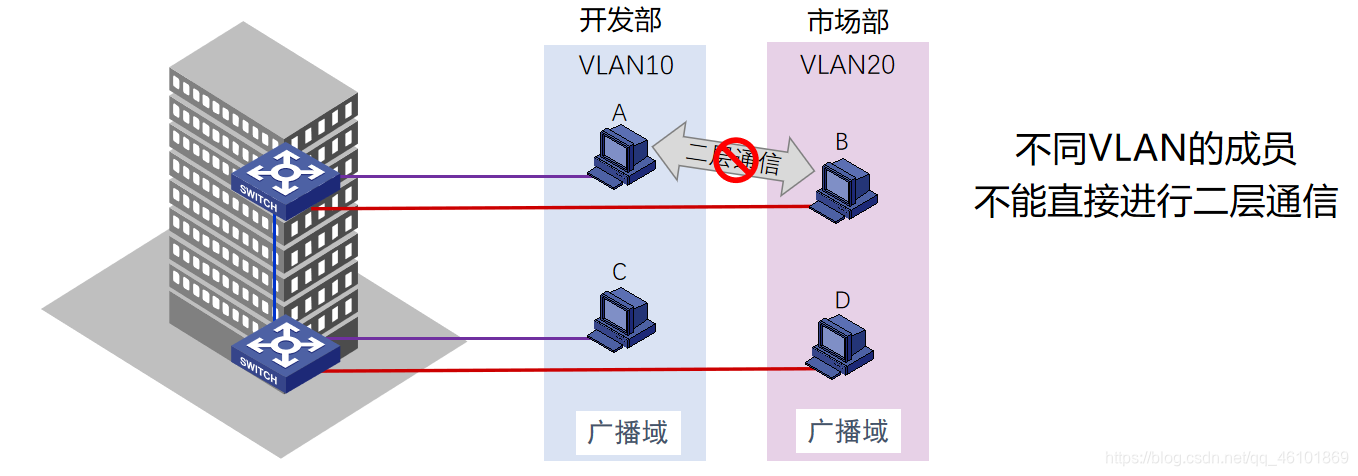 开发部
市场部
VLAN10
VLAN20
A
B
二层通信
不同VLAN的成员
不能直接进行二层通信
SWITCH
C
D
SWITCH
广播域
广播域
https://blog.csdn.net/qq_46101869